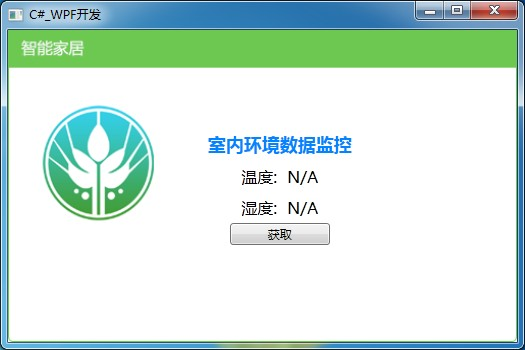 C#_WPF开发
智能家居
室内环境数据监控
温度: N/A
湿度: N/A
获取